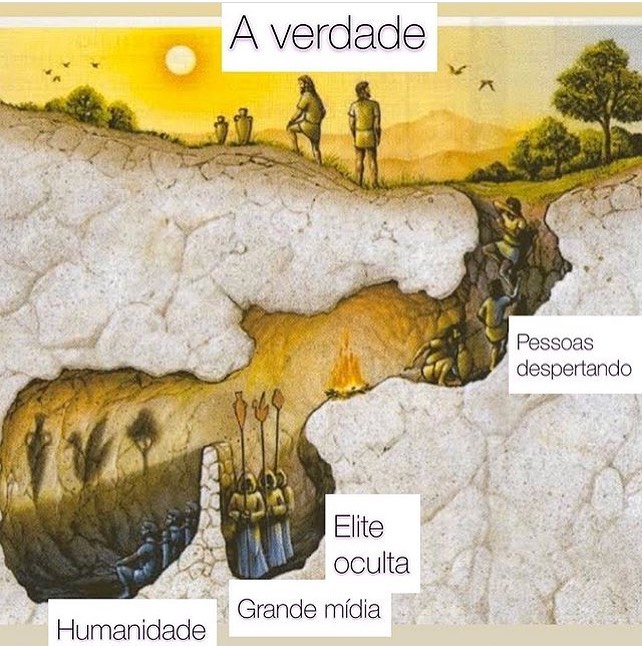 A verdade
Pessoas
despertando
Elite
oculta
Grande mídia
Humanidade